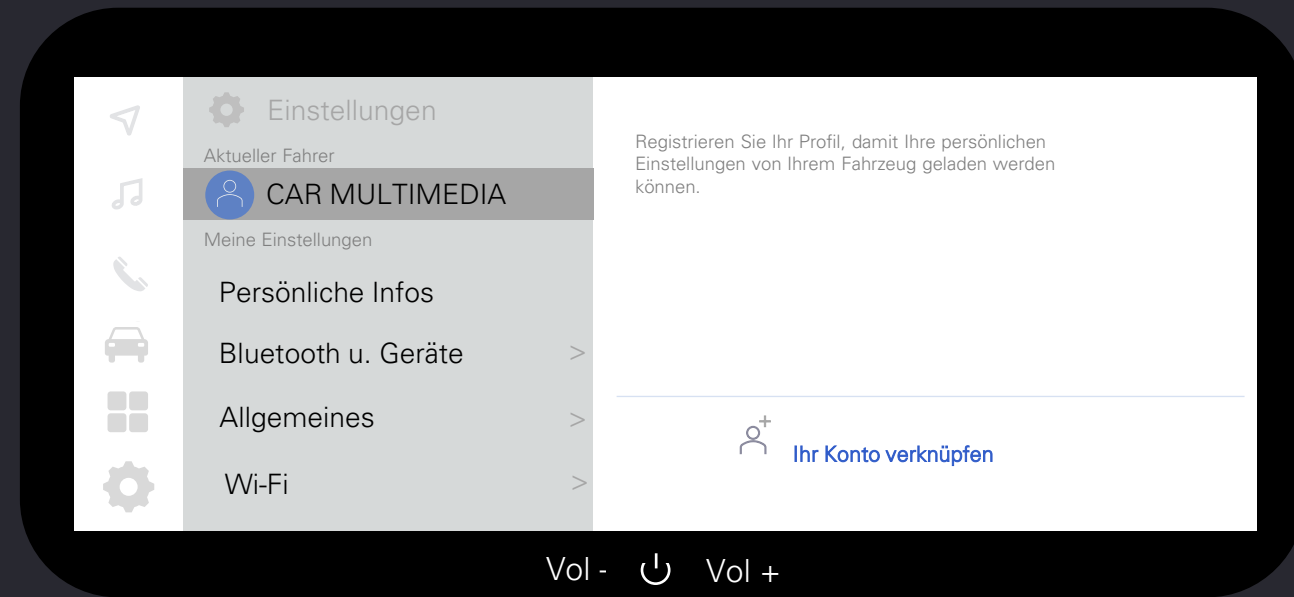 Einstellungen
Aktueller Fahrer
CAR MULTIMEDIA
Meine Einstellungen
Persönliche Infos
Bluetooth u. Geräte >
Allgemeines >
Wi-Fi >
Registrieren Sie Ihr Profil, damit Ihre persönlichen
Einstellungen von Ihrem Fahrzeug geladen werden
können.
Ihr Konto verknüpfen
Vol - Vol +